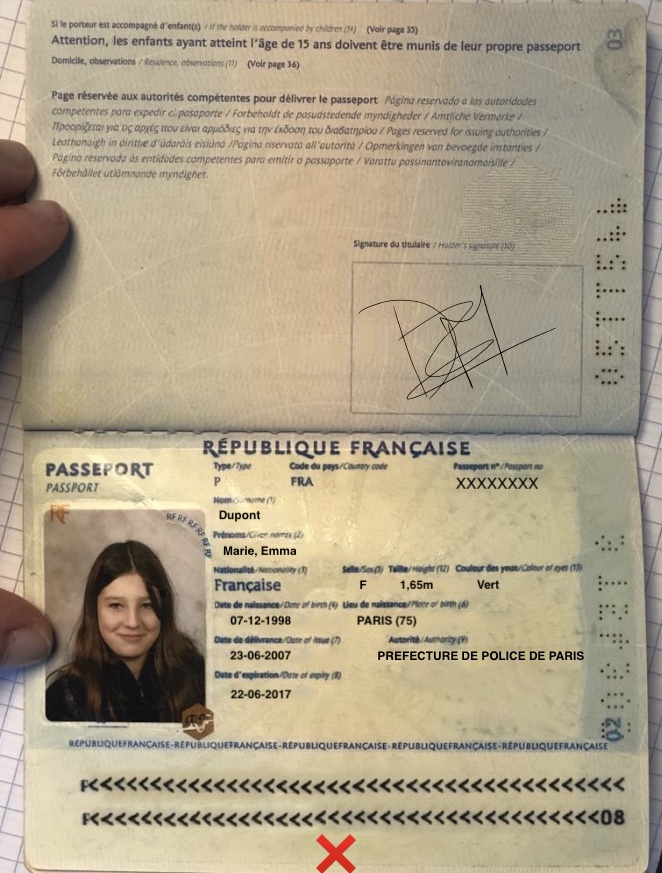 Si le porteur est accompagné d'enfant(s) / If the holder is accompanied by children (14) (Voir page 35)
Attention, les enfants ayant atteint l'âge de 15 ans doivent être munis de leur propre passeport
Domicile, observations / Residence, observations (11) (Voir page 36)
03
Page réservée aux autorités compétentes pour délivrer le passeport Página reservada a las autoridades
competentes para expedir el pasaporte / Forbeholdt de pasudstedende myndigheder / Amtliche Vermerke /
Προορίζεται για τις αρχές που είναι αρμόδιες για την έκδοση του διαβατηρίου / Pages reserved for issuing authorities /
Leathanaigh in áirithe d'údaráis eisiúna / Pagina riservata all'autorità / Opmerkingen van bevoegde instanties /
Página reservada às entidades competentes para emitir o passaporte / Varattu passinantoviranomaisille /
Förbehållet utlämnande myndighet.
Signature du titulaire / Holder's signature (10)
RÉPUBLIQUE FRANÇAISE
PASSEPORT
PASSPORT
Type/Type Code du pays/Country code Passeport n°/Passport no
P FRA XXXXXXXX
Nom/Surname (1)
Dupont
Prénoms/Given names (2)
Marie, Emma
Nationalité/Nationality (3) Sexe/Sex (5) Taille/Height (12) Couleur des yeux/Colour of eyes (13)
Française F 1,65m Vert
Date de naissance/Date of birth (4) Lieu de naissance/Place of birth (6)
07-12-1998 PARIS (75)
Date de délivrance/Date of issue (7) Autorité/Authority (9)
23-06-2007 PREFECTURE DE POLICE DE PARIS
Date d'expiration/Date of expiry (8)
22-06-2017
RF
RF RF RF RF RF RF
02
RÉPUBLIQUEFRANÇAISE-RÉPUBLIQUEFRANÇAISE-RÉPUBLIQUEFRANÇAISE-RÉPUBLIQUEFRANÇAISE
P<<<<<<<<<<<<<<<<<<<<<<<<<<<<<<<<<<<
P<<<<<<<<<<<<<<<<<<<<<<<<<<<<<<<<<08